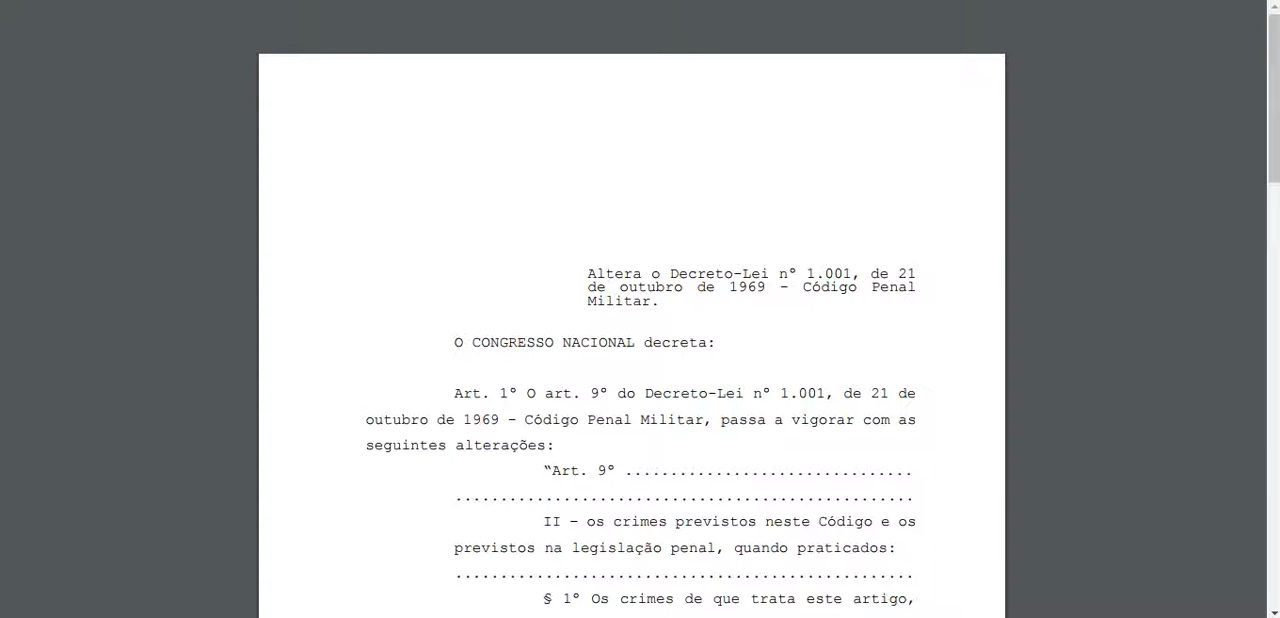 Altera o Decreto-Lei nº 1.001, de 21
de outubro de 1969 - Código Penal
Militar.
O CONGRESSO NACIONAL decreta:
Art. 1º O art. 9º do Decreto-Lei nº 1.001, de 21 de
outubro de 1969 - Código Penal Militar, passa a vigorar com as
seguintes alterações:
“Art. 9º ................................
...................................................
II – os crimes previstos neste Código e os
previstos na legislação penal, quando praticados:
...................................................
§ 1º Os crimes de que trata este artigo,